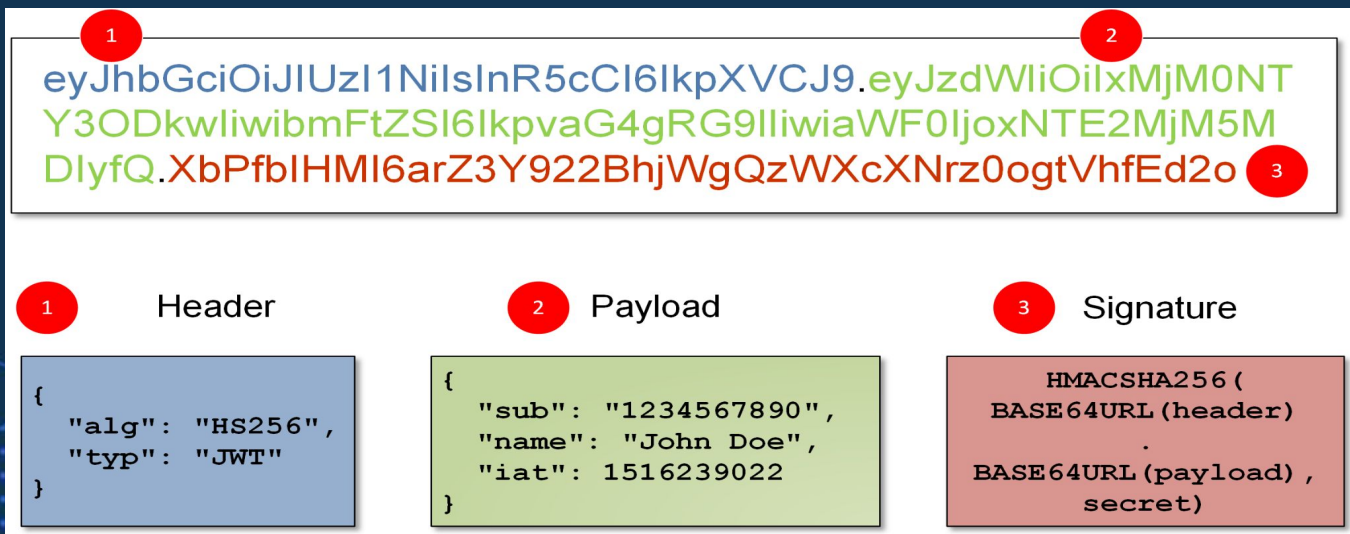 1
2
eyJhbGciOiJIUzI1NiIsInR5cCI6IkpXVCJ9.eyJzdWIiOiIxMjM0NT
Y3ODkwIiwibmFtZSI6IkpvaG4gRG9lIiwiaWF0IjoxNTE2MjM5M
DIyfQ.XbPfbIHMI6arZ3Y922BhjWgQzWXcXNrz0ogtVhfEd2o
3
1 Header
2 Payload
3 Signature
{
"alg": "HS256",
"typ": "JWT"
}
{
"sub": "1234567890",
"name": "John Doe",
"iat": 1516239022
}
HMACSHA256(
BASE64URL(header)
.
BASE64URL(payload),
secret)